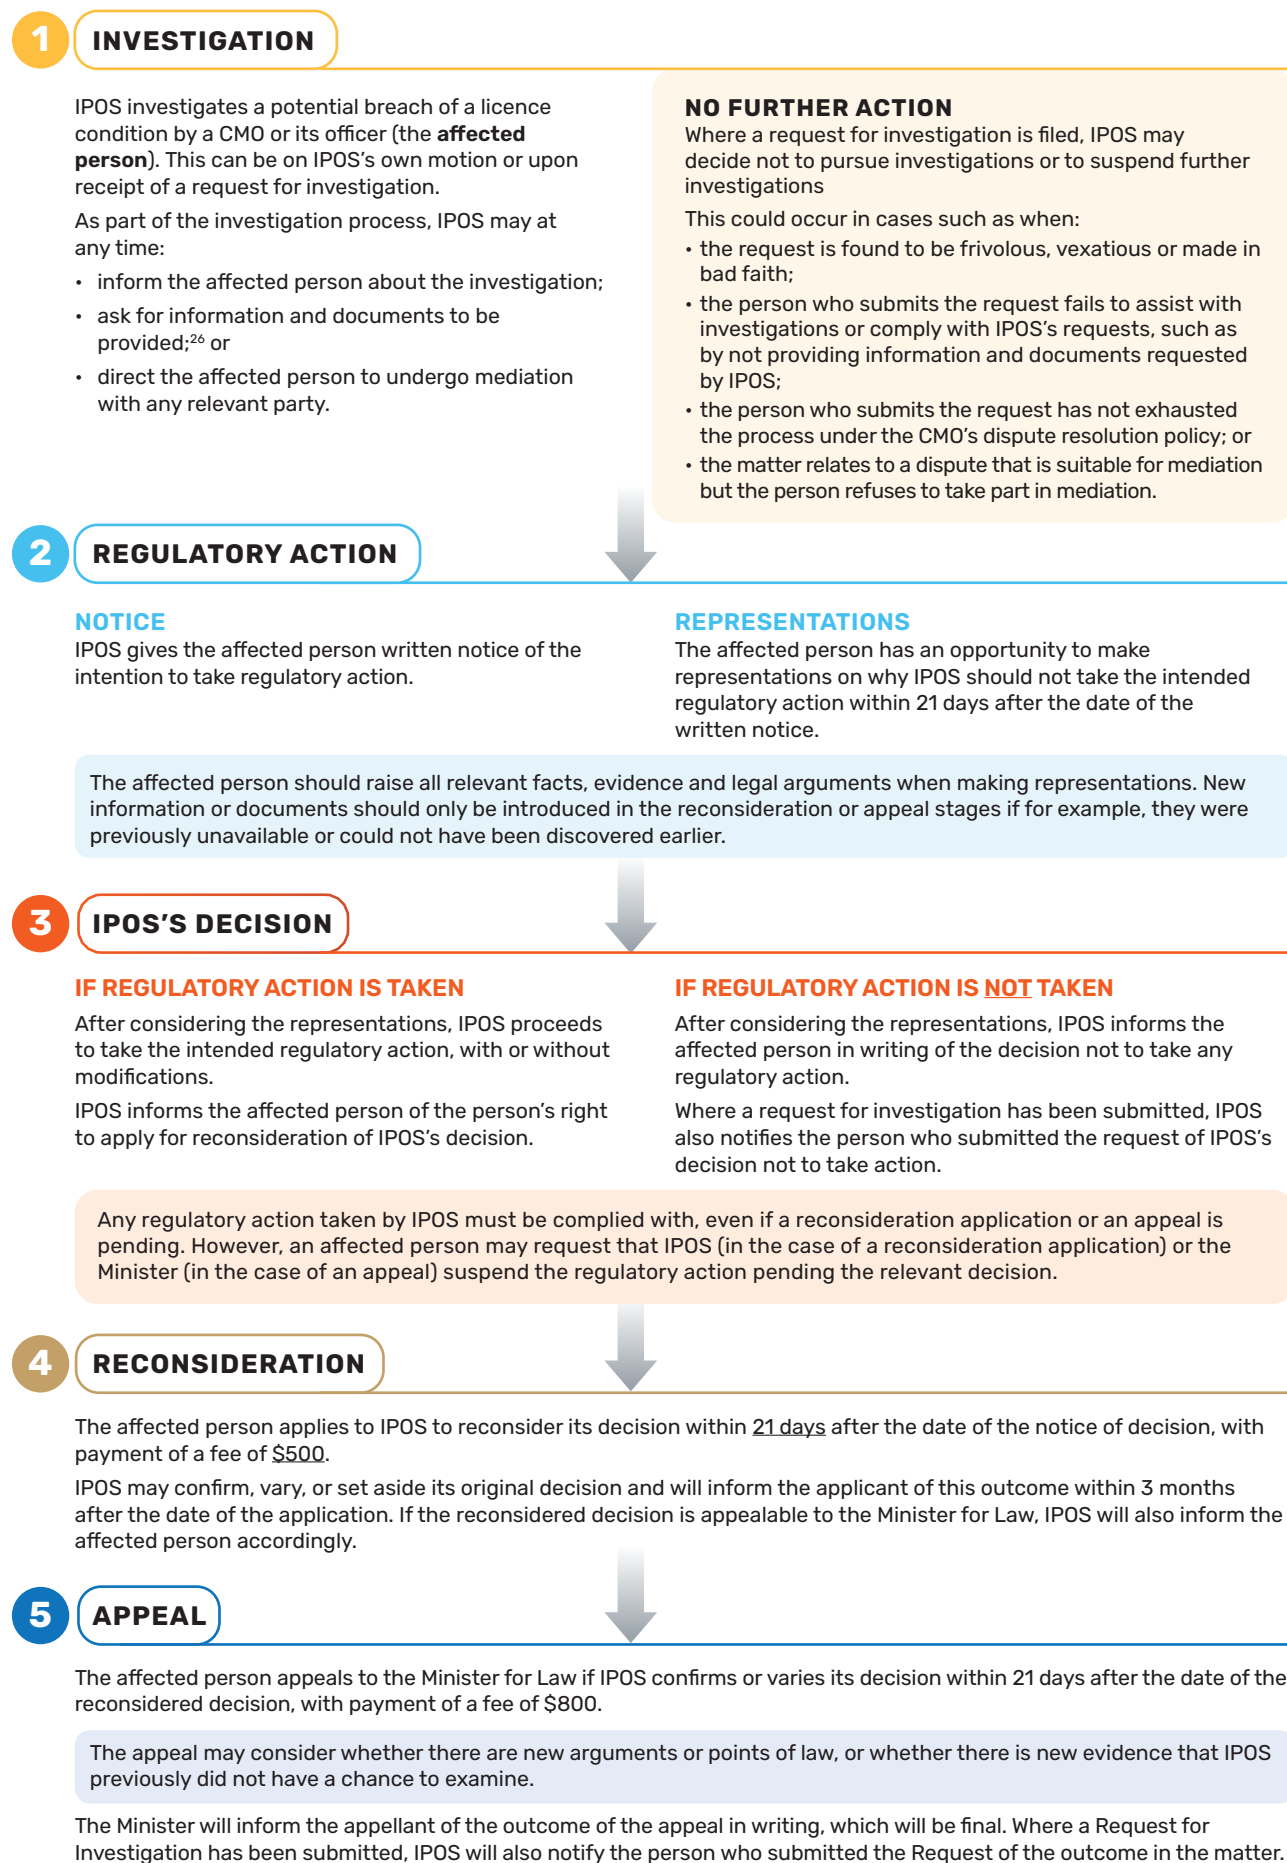 1 INVESTIGATION
IPOS investigates a potential breach of a licence
condition by a CMO or its officer (the affected
person). This can be on IPOS's own motion or upon
receipt of a request for investigation.
As part of the investigation process, IPOS may at
any time:
• inform the affected person about the investigation;
• ask for information and documents to be
provided;26 or
• direct the affected person to undergo mediation
with any relevant party.
NO FURTHER ACTION
Where a request for investigation is filed, IPOS may
decide not to pursue investigations or to suspend further
investigations
This could occur in cases such as when:
• the request is found to be frivolous, vexatious or made in
bad faith;
• the person who submits the request fails to assist with
investigations or comply with IPOS's requests, such as
by not providing information and documents requested
by IPOS;
• the person who submits the request has not exhausted
the process under the CMO's dispute resolution policy; or
• the matter relates to a dispute that is suitable for mediation
but the person refuses to take part in mediation.
2 REGULATORY ACTION
NOTICE
IPOS gives the affected person written notice of the
intention to take regulatory action.
REPRESENTATIONS
The affected person has an opportunity to make
representations on why IPOS should not take the intended
regulatory action within 21 days after the date of the
written notice.
The affected person should raise all relevant facts, evidence and legal arguments when making representations. New
information or documents should only be introduced in the reconsideration or appeal stages if for example, they were
previously unavailable or could not have been discovered earlier.
3 IPOS'S DECISION
IF REGULATORY ACTION IS TAKEN
After considering the representations, IPOS proceeds
to take the intended regulatory action, with or without
modifications.
IPOS informs the affected person of the person's right
to apply for reconsideration of IPOS's decision.
IF REGULATORY ACTION IS NOT TAKEN
After considering the representations, IPOS informs the
affected person in writing of the decision not to take any
regulatory action.
Where a request for investigation has been submitted, IPOS
also notifies the person who submitted the request of IPOS's
decision not to take action.
Any regulatory action taken by IPOS must be complied with, even if a reconsideration application or an appeal is
pending. However, an affected person may request that IPOS (in the case of a reconsideration application) or the
Minister (in the case of an appeal) suspend the regulatory action pending the relevant decision.
4 RECONSIDERATION
The affected person applies to IPOS to reconsider its decision within 21 days after the date of the notice of decision, with
payment of a fee of $500.
IPOS may confirm, vary, or set aside its original decision and will inform the applicant of this outcome within 3 months
after the date of the application. If the reconsidered decision is appealable to the Minister for Law, IPOS will also inform the
affected person accordingly.
5 APPEAL
The affected person appeals to the Minister for Law if IPOS confirms or varies its decision within 21 days after the date of the
reconsidered decision, with payment of a fee of $800.
The appeal may consider whether there are new arguments or points of law, or whether there is new evidence that IPOS
previously did not have a chance to examine.
The Minister will inform the appellant of the outcome of the appeal in writing, which will be final. Where a Request for
Investigation has been submitted, IPOS will also notify the person who submitted the Request of the outcome in the matter.